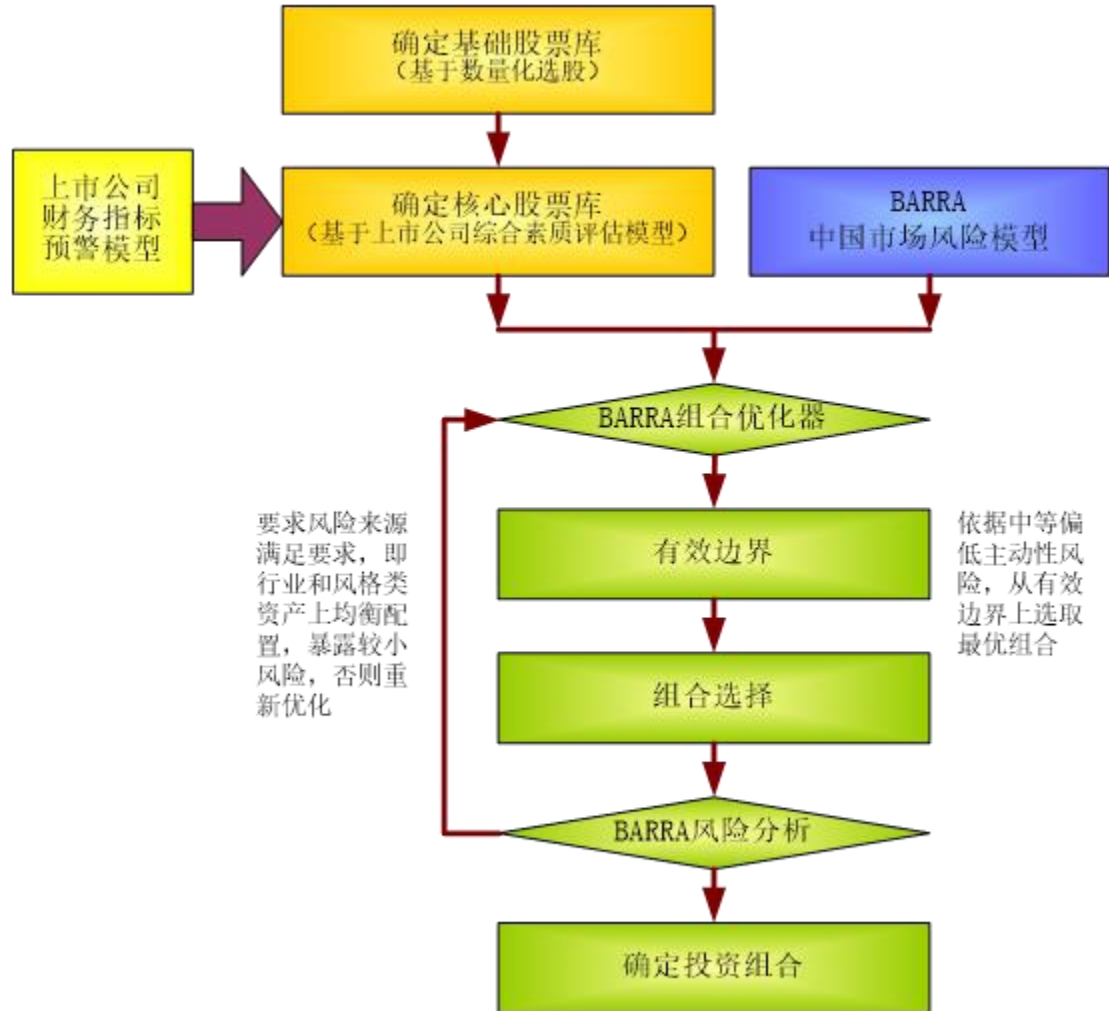 确定基础股票库
（基于数量化选股）
上市公司
财务指标
预警模型
确定核心股票库
（基于上市公司综合素质评估模型）
BARRA
中国市场风险模型
BARRA组合优化器
要求风险来源
满足要求，即
行业和风格类
资产上均衡配
置，暴露较小
风险，否则重
新优化
有效边界
依据中等偏
低主动性风
险，从有效
边界上选取
最优组合
组合选择
BARRA风险分析
确定投资组合